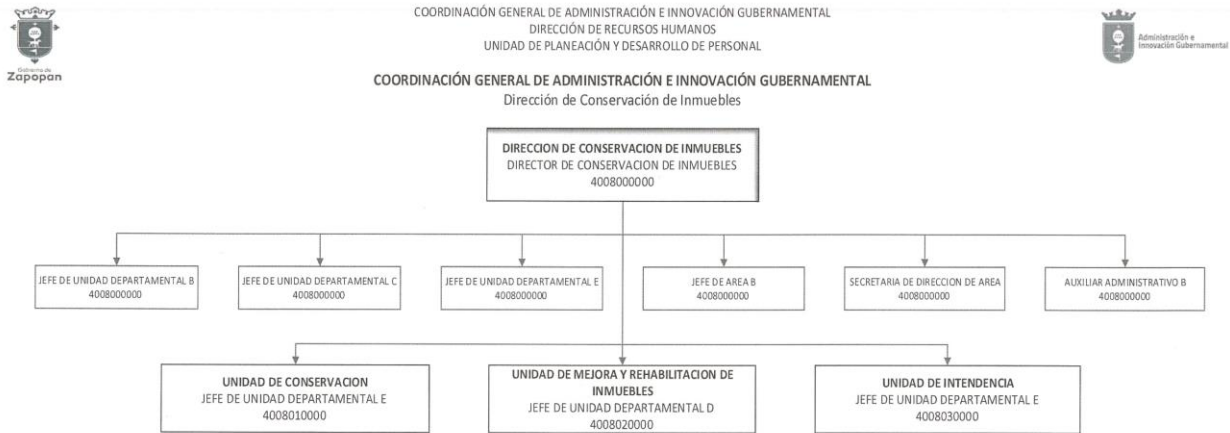 COORDINACIÓN GENERAL DE ADMINISTRACIÓN E INNOVACIÓN GUBERNAMENTAL
DIRECCIÓN DE RECURSOS HUMANOS
UNIDAD DE PLANEACIÓN Y DESARROLLO DE PERSONAL
Gobierno de
Zapopan
Administración e
Innovación Gubernamental
COORDINACIÓN GENERAL DE ADMINISTRACIÓN E INNOVACIÓN GUBERNAMENTAL
Dirección de Conservación de Inmuebles
DIRECCION DE CONSERVACION DE INMUEBLES
DIRECTOR DE CONSERVACION DE INMUEBLES
4008000000
JEFE DE UNIDAD DEPARTAMENTAL B
4008000000
JEFE DE UNIDAD DEPARTAMENTAL C
4008000000
JEFE DE UNIDAD DEPARTAMENTAL E
4008000000
JEFE DE AREA B
4008000000
SECRETARIA DE DIRECCION DE AREA
4008000000
AUXILIAR ADMINISTRATIVO B
4008000000
UNIDAD DE CONSERVACION
JEFE DE UNIDAD DEPARTAMENTAL E
4008010000
UNIDAD DE MEJORA Y REHABILITACION DE
INMUEBLES
JEFE DE UNIDAD DEPARTAMENTAL D
4008020000
UNIDAD DE INTENDENCIA
JEFE DE UNIDAD DEPARTAMENTAL E
4008030000